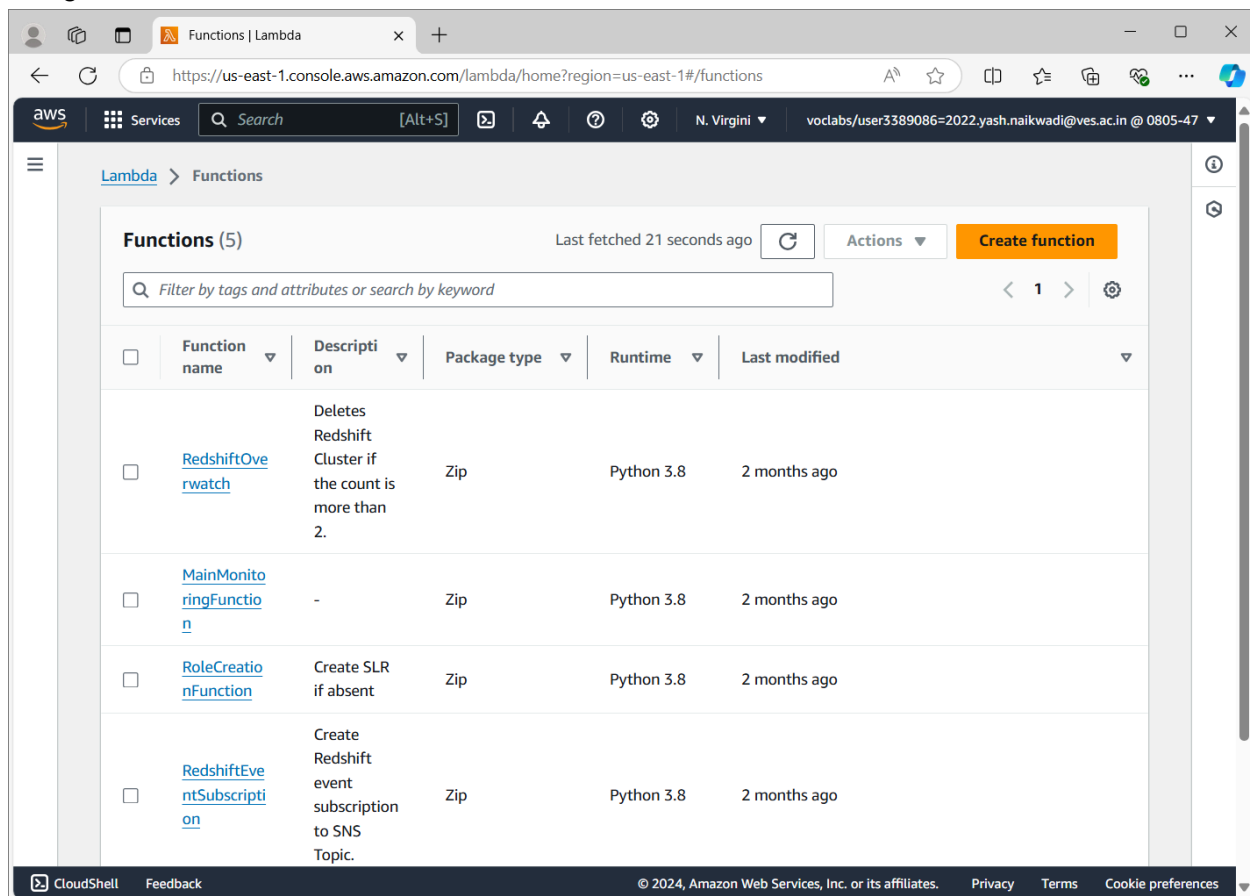 Functions | Lambda
https://us-east-1.console.aws.amazon.com/lambda/home?region=us-east-1#/functions
aws
Services
Search
[Alt+S]
N. Virgini
voclabs/user3389086=2022.yash.naikwadi@ves.ac.in @ 0805-47
Lambda > Functions
Functions (5)
Last fetched 21 seconds ago
Actions
Create function
Filter by tags and attributes or search by keyword
< 1 >
Function
name
Descripti
on
Package type
Runtime
Last modified
Deletes
Redshift
Cluster if
the count is
more than
2.
RedshiftOve
rwatch
Zip
Python 3.8
2 months ago
MainMonito
ringFunctio
n
-
Zip
Python 3.8
2 months ago
RoleCreatio
nFunction
Create SLR
if absent
Zip
Python 3.8
2 months ago
RedshiftEve
ntSubscripti
on
Create
Redshift
event
subscription
to SNS
Topic.
Zip
Python 3.8
2 months ago
CloudShell
Feedback
© 2024, Amazon Web Services, Inc. or its affiliates.
Privacy
Terms
Cookie preferences